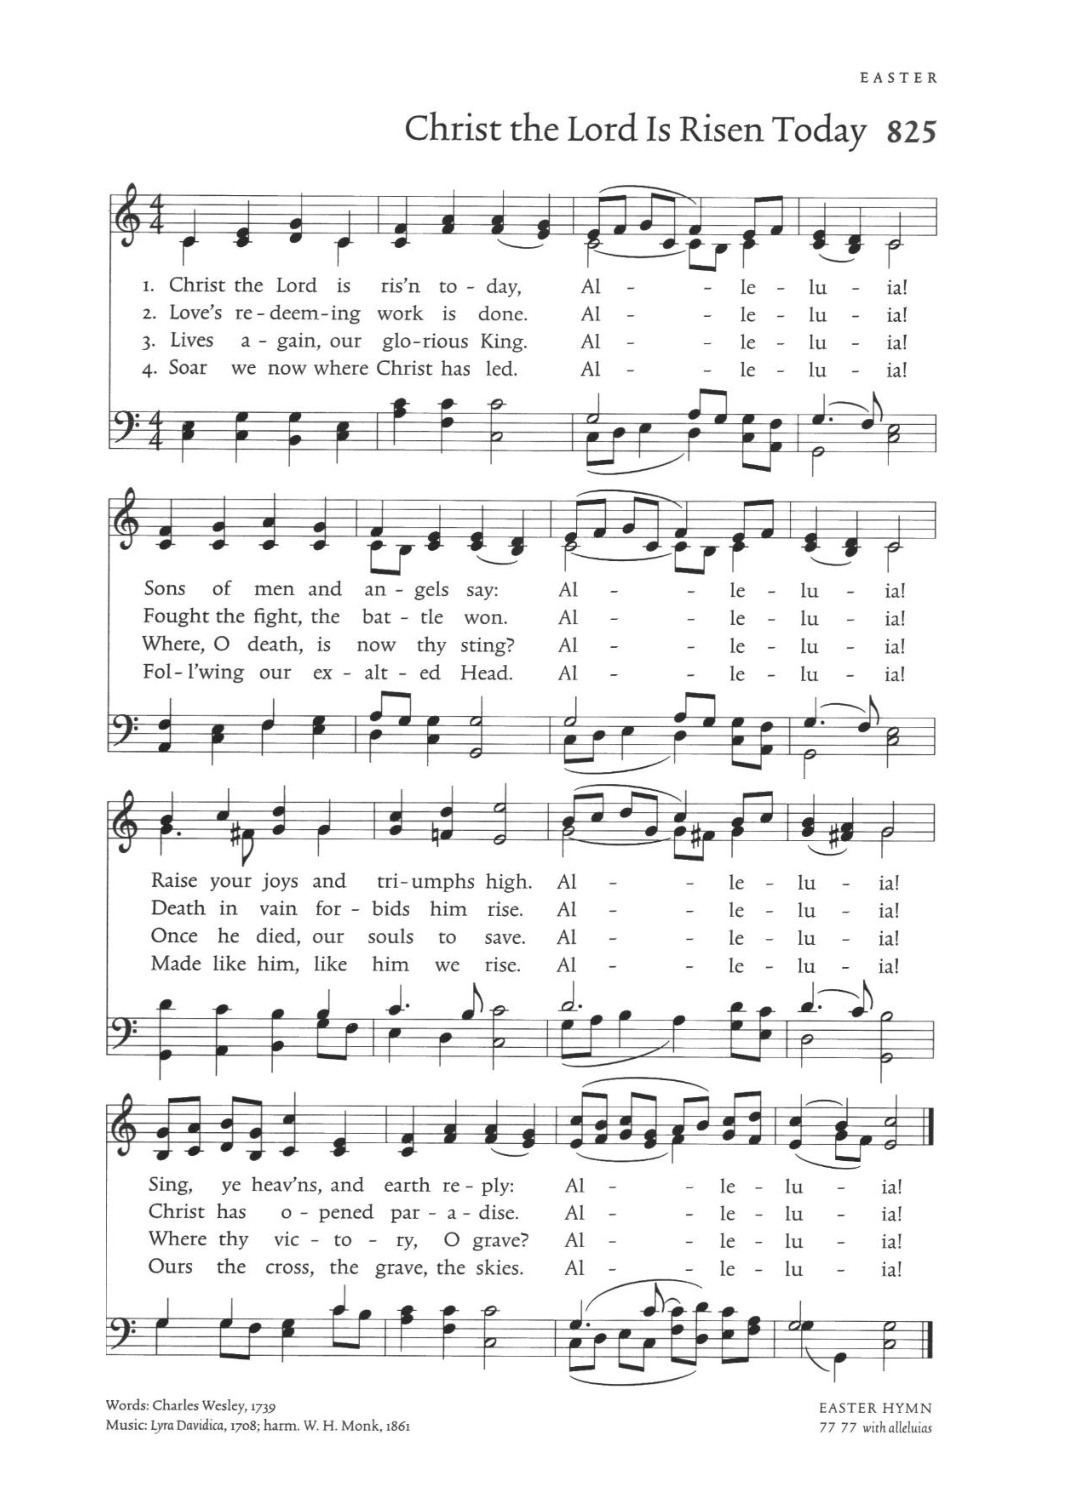 EASTER
Christ the Lord Is Risen Today 825
1. Christ the Lord is ris'n to - day, Al - - le - lu - ia!
2. Love's re - deem - ing work is done. Al - - le - lu - ia!
3. Lives a - gain, our glo - rious King. Al - - le - lu - ia!
4. Soar we now where Christ has led. Al - - le - lu - ia!
Sons of men and an - gels say: Al - - le - lu - ia!
Fought the fight, the bat - tle won. Al - - le - lu - ia!
Where, O death, is now thy sting? Al - - le - lu - ia!
Fol - l'wing our ex - alt - ed Head. Al - - le - lu - ia!
Raise your joys and tri - umphs high. Al - - le - lu - ia!
Death in vain for - bids him rise. Al - - le - lu - ia!
Once he died, our souls to save. Al - - le - lu - ia!
Made like him, like him we rise. Al - - le - lu - ia!
Sing, ye heav'ns, and earth re - ply: Al - - le - lu - ia!
Christ has o - pened par - a - dise. Al - - le - lu - ia!
Where thy vic - to - ry, O grave? Al - - le - lu - ia!
Ours the cross, the grave, the skies. Al - - le - lu - ia!
Words: Charles Wesley, 1739
Music: Lyra Davidica, 1708; harm. W. H. Monk, 1861
EASTER HYMN
77 77 with alleluias